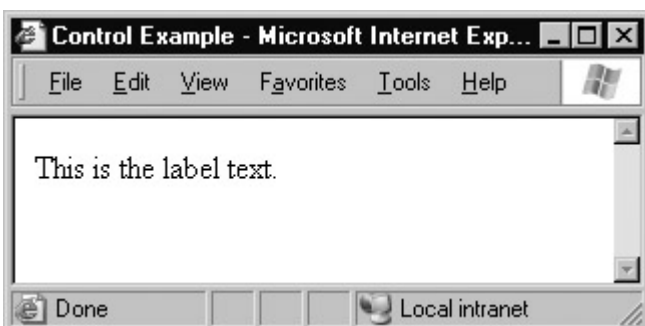 Control Example - Microsoft Internet Exp...
File Edit View Favorites Tools Help
This is the label text.
Done Local intranet